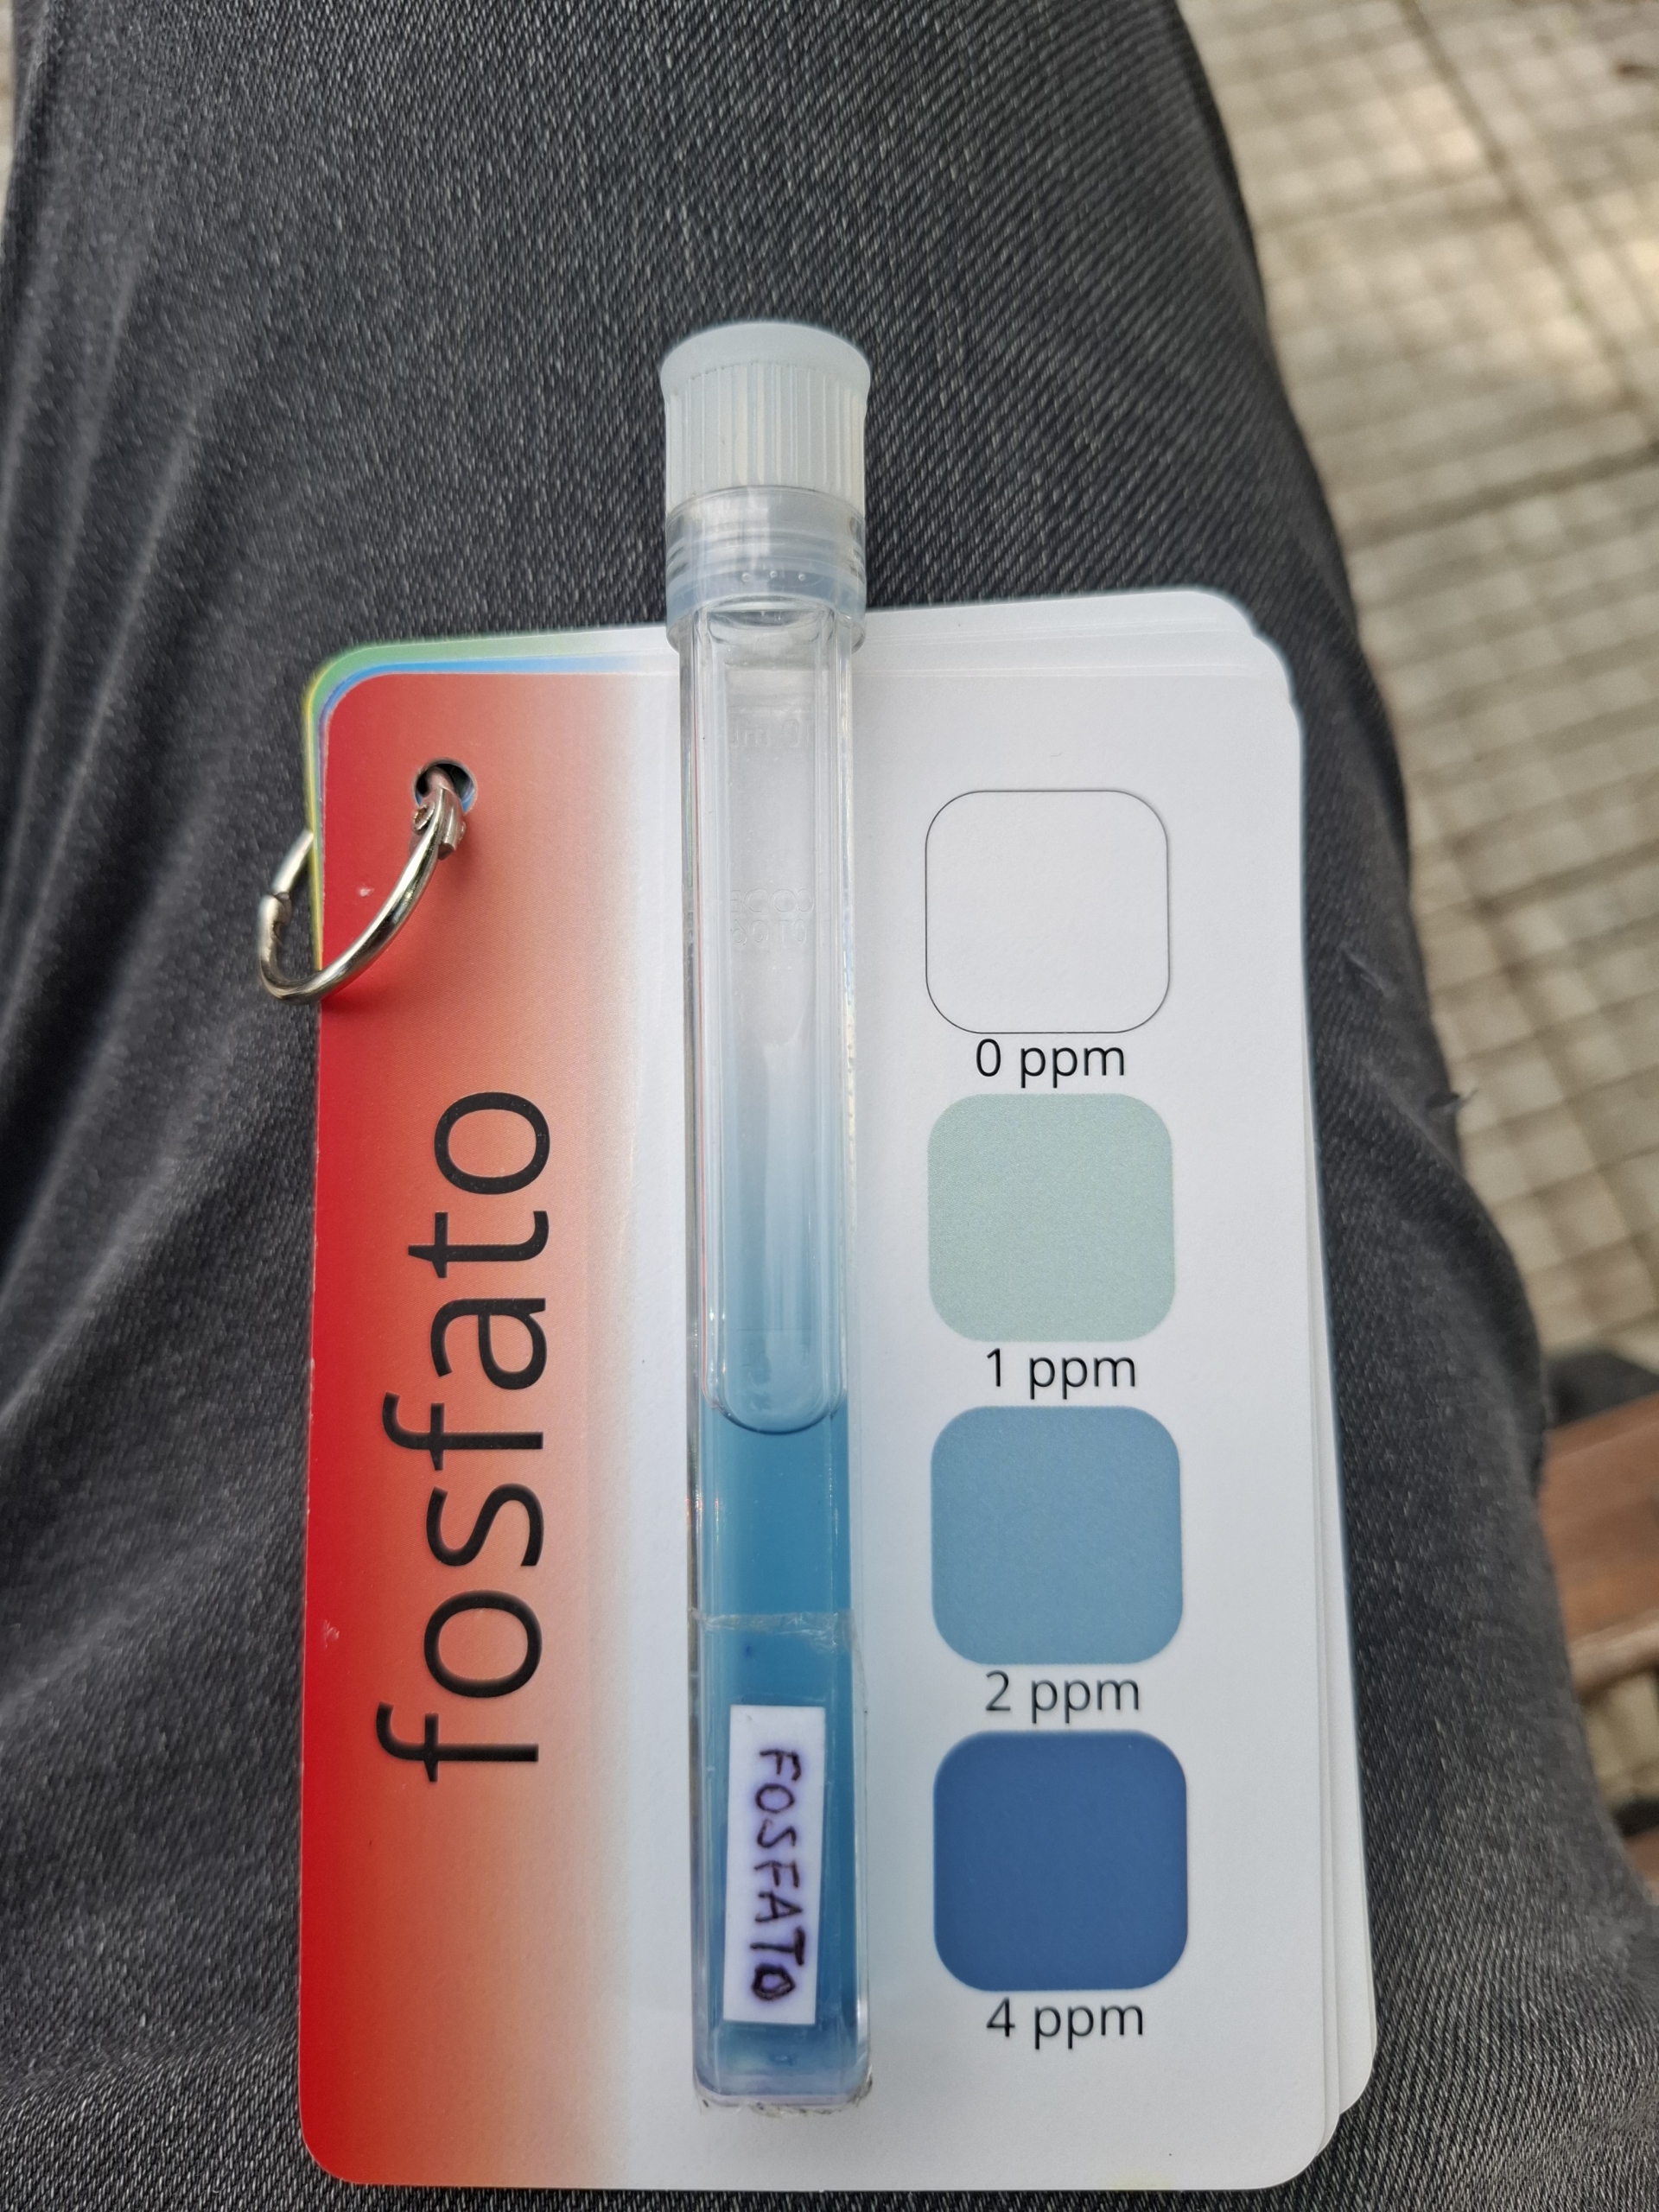 fosfato
0 ppm
1 ppm
2 ppm
4 ppm
FOSFATO